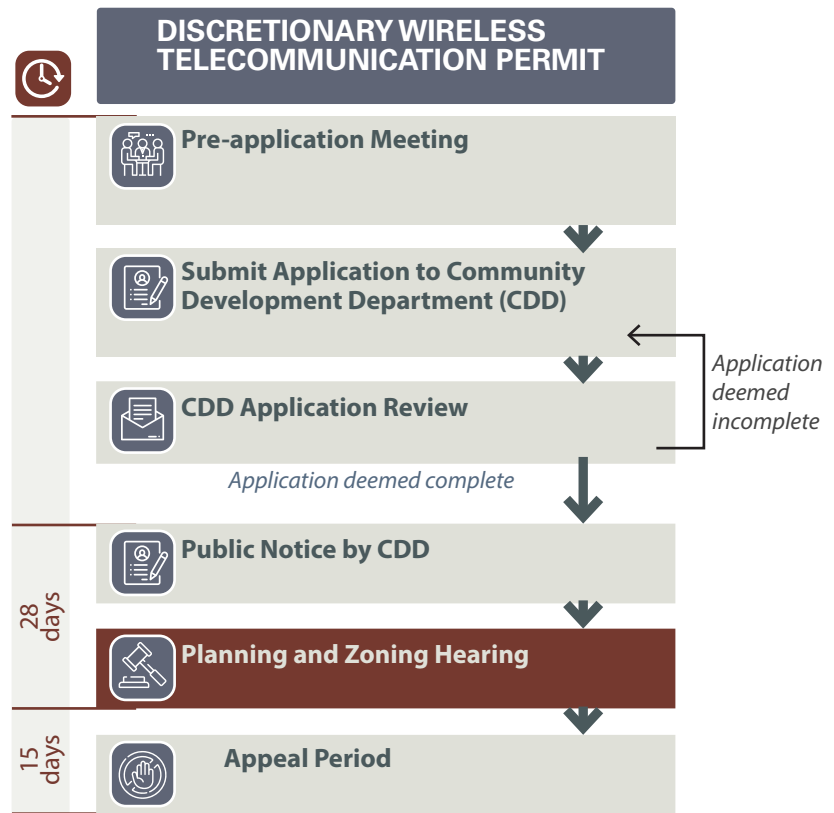 DISCRETIONARY WIRELESS
TELECOMMUNICATION PERMIT
Pre-application Meeting
Submit Application to Community
Development Department (CDD)
Application
deemed
incomplete
CDD Application Review
Application deemed complete
Public Notice by CDD
28
days
Planning and Zoning Hearing
15
days
Appeal Period